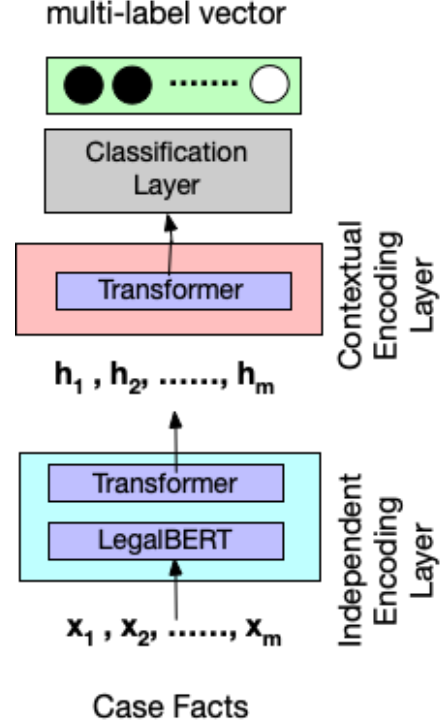 multi-label vector
Classification
Layer
Transformer
Contextual
Encoding
Layer
h1 , h2, ......, hm
Transformer
LegalBERT
Independent
Encoding
Layer
x1 , x2, ......, xm
Case Facts